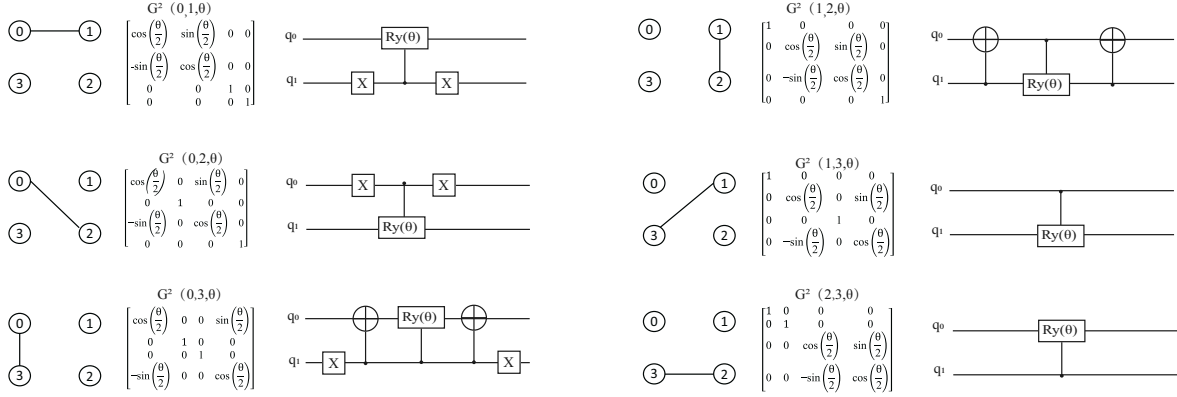 G² (0,1,θ)
0 1
3 2
cos(θ/2) sin(θ/2) 0 0
-sin(θ/2) cos(θ/2) 0 0
0 0 1 0
0 0 0 1
q₀ Ry(θ)
q₁ X X
G² (1,2,θ)
0 1
3 2
1 0 0 0
0 cos(θ/2) sin(θ/2) 0
0 −sin(θ/2) cos(θ/2) 0
0 0 0 1
q₀
q₁ Ry(θ)
G² (0,2,θ)
0 1
3 2
cos(θ/2) 0 sin(θ/2) 0
0 1 0 0
−sin(θ/2) 0 cos(θ/2) 0
0 0 0 1
q₀ X X
q₁ Ry(θ)
G² (1,3,θ)
0 1
3 2
1 0 0 0
0 cos(θ/2) 0 sin(θ/2)
0 0 1 0
0 −sin(θ/2) 0 cos(θ/2)
q₀
q₁ Ry(θ)
G² (0,3,θ)
0 1
3 2
cos(θ/2) 0 0 sin(θ/2)
0 1 0 0
0 0 1 0
−sin(θ/2) 0 0 cos(θ/2)
q₀ Ry(θ)
q₁ X X
G² (2,3,θ)
0 1
3 2
1 0 0 0
0 1 0 0
0 0 cos(θ/2) sin(θ/2)
0 0 −sin(θ/2) cos(θ/2)
q₀ Ry(θ)
q₁